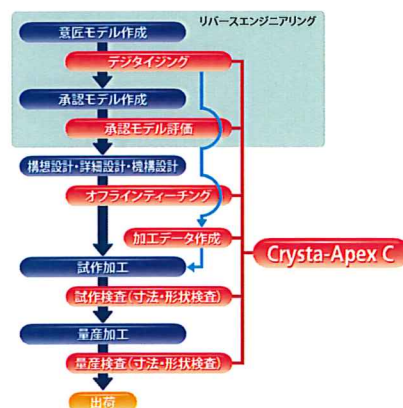 リバースエンジニアリング
意匠モデル作成
デジタイジング
承認モデル作成
承認モデル評価
構想設計・詳細設計・機構設計
オフラインティーチング
加工データ作成
Crysta-Apex C
試作加工
試作検査(寸法・形状検査)
量産加工
量産検査(寸法・形状検査)
出荷